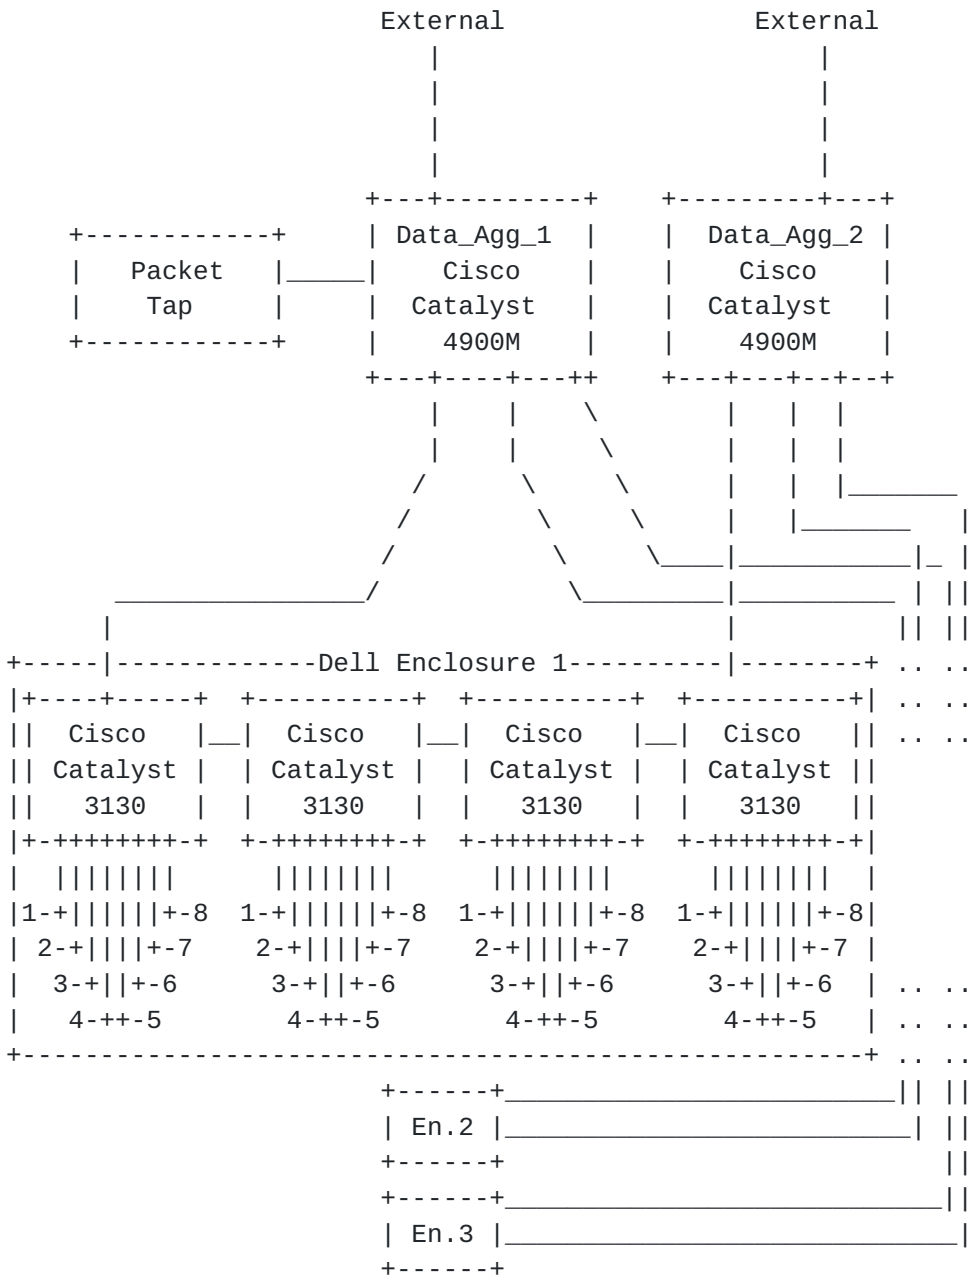 External External
Data_Agg_1 Data_Agg_2
Packet Cisco Cisco
Tap Catalyst Catalyst
4900M 4900M
Dell Enclosure 1
Cisco Cisco Cisco Cisco
Catalyst Catalyst Catalyst Catalyst
3130 3130 3130 3130
1 8 1 8 1 8 1 8
2 7 2 7 2 7 2 7
3 6 3 6 3 6 3 6
4 5 4 5 4 5 4 5
En.2
En.3